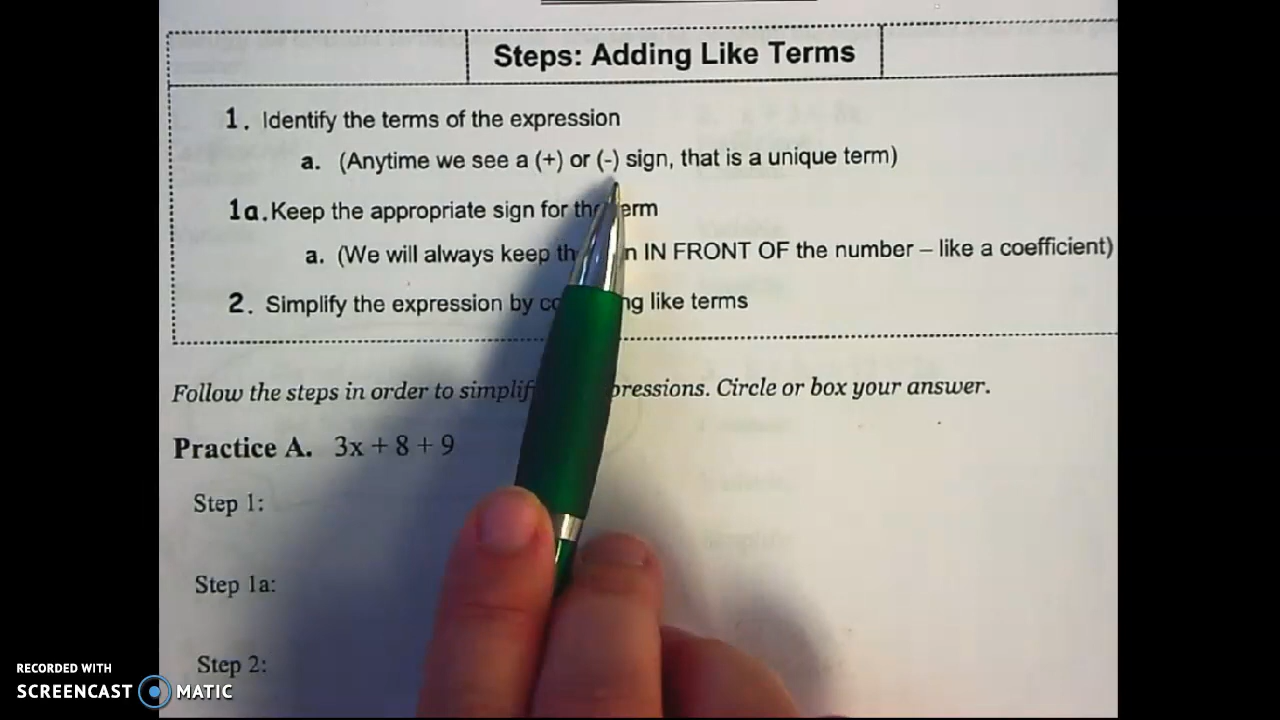 Steps: Adding Like Terms
1. Identify the terms of the expression
a. (Anytime we see a (+) or (-) sign, that is a unique term)
1a. Keep the appropriate sign for term
a. (We will always keep IN FRONT OF the number – like a coefficient)
2. Simplify the expression by like terms
Follow the steps in order to Circle or box your answer.
Practice A. 3x + 8 + 9
Step 1:
Step 1a:
Step 2:
RECORDED WITH
SCREENCAST MATIC